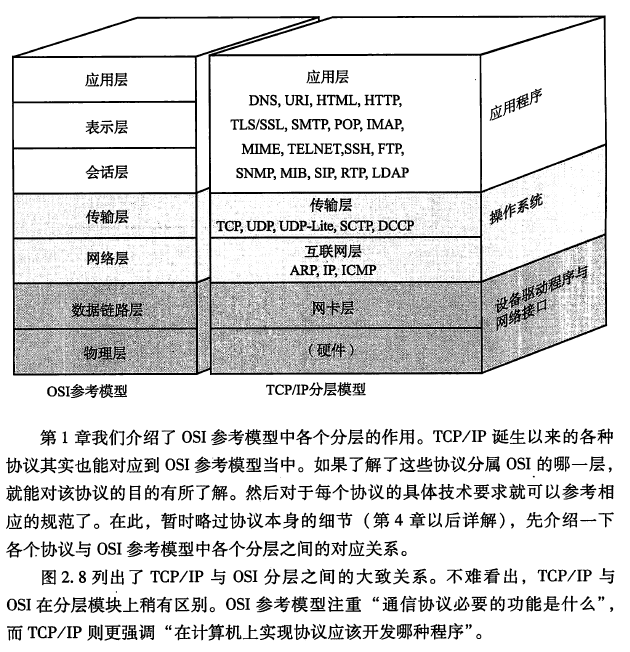 应用层
表示层
会话层
传输层
网络层
数据链路层
物理层
OSI参考模型
应用层
DNS, URI, HTML, HTTP,
TLS/SSL, SMTP, POP, IMAP,
MIME, TELNET,SSH, FTP,
SNMP, MIB, SIP, RTP, LDAP
传输层
TCP, UDP, UDP-Lite, SCTP, DCCP
互联网层
ARP, IP, ICMP
网卡层
（硬件）
TCP/IP分层模型
应用程序
操作系统
设备驱动程序与
网络接口
第 1 章我们介绍了 OSI 参考模型中各个分层的作用。TCP/IP 诞生以来的各种
协议其实也能对应到 OSI 参考模型当中。如果了解了这些协议分属 OSI 的哪一层，
就能对该协议的目的有所了解。然后对于每个协议的具体技术要求就可以参考相
应的规范了。在此，暂时略过协议本身的细节（第 4 章以后详解），先介绍一下
各个协议与 OSI 参考模型中各个分层之间的对应关系。
图 2.8 列出了 TCP/IP 与 OSI 分层之间的大致关系。不难看出，TCP/IP 与
OSI 在分层模块上稍有区别。OSI 参考模型注重“通信协议必要的功能是什么”，
而 TCP/IP 则更强调“在计算机上实现协议应该开发哪种程序”。